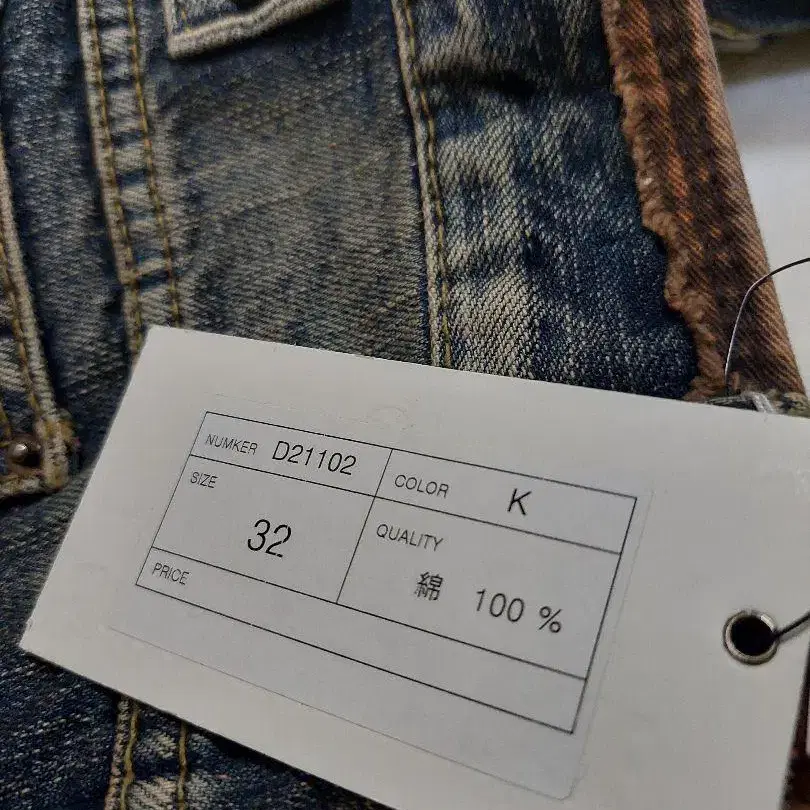 NUMKER D21102
COLOR K
SIZE
32
QUALITY
綿 100 %
PRICE